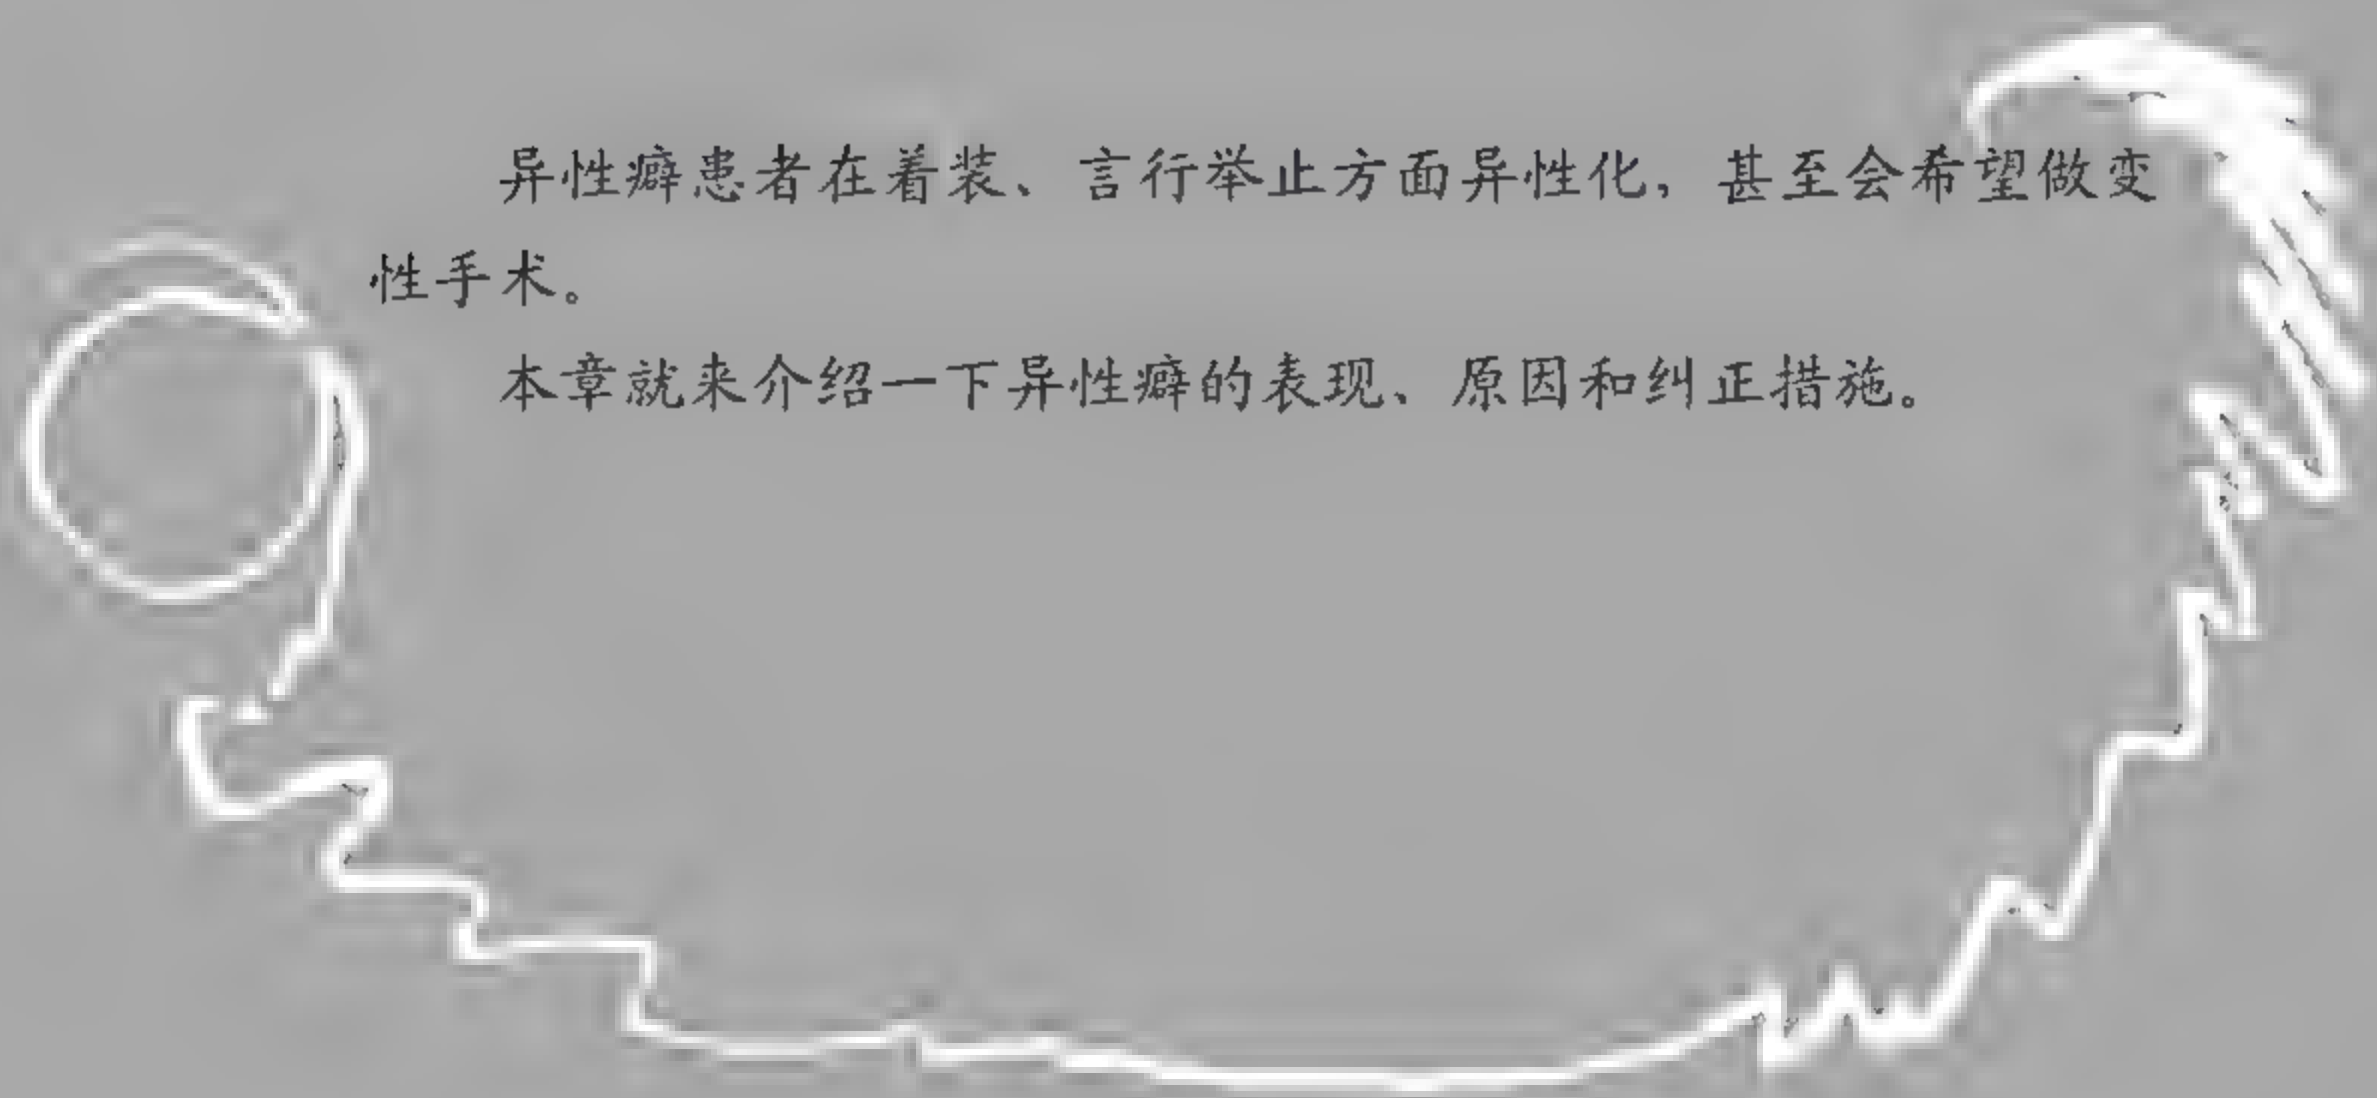 异性癖患者在着装、言行举止方面异性化，甚至会希望做变
性手术。
本章就来介绍一下异性癖的表现、原因和纠正措施。